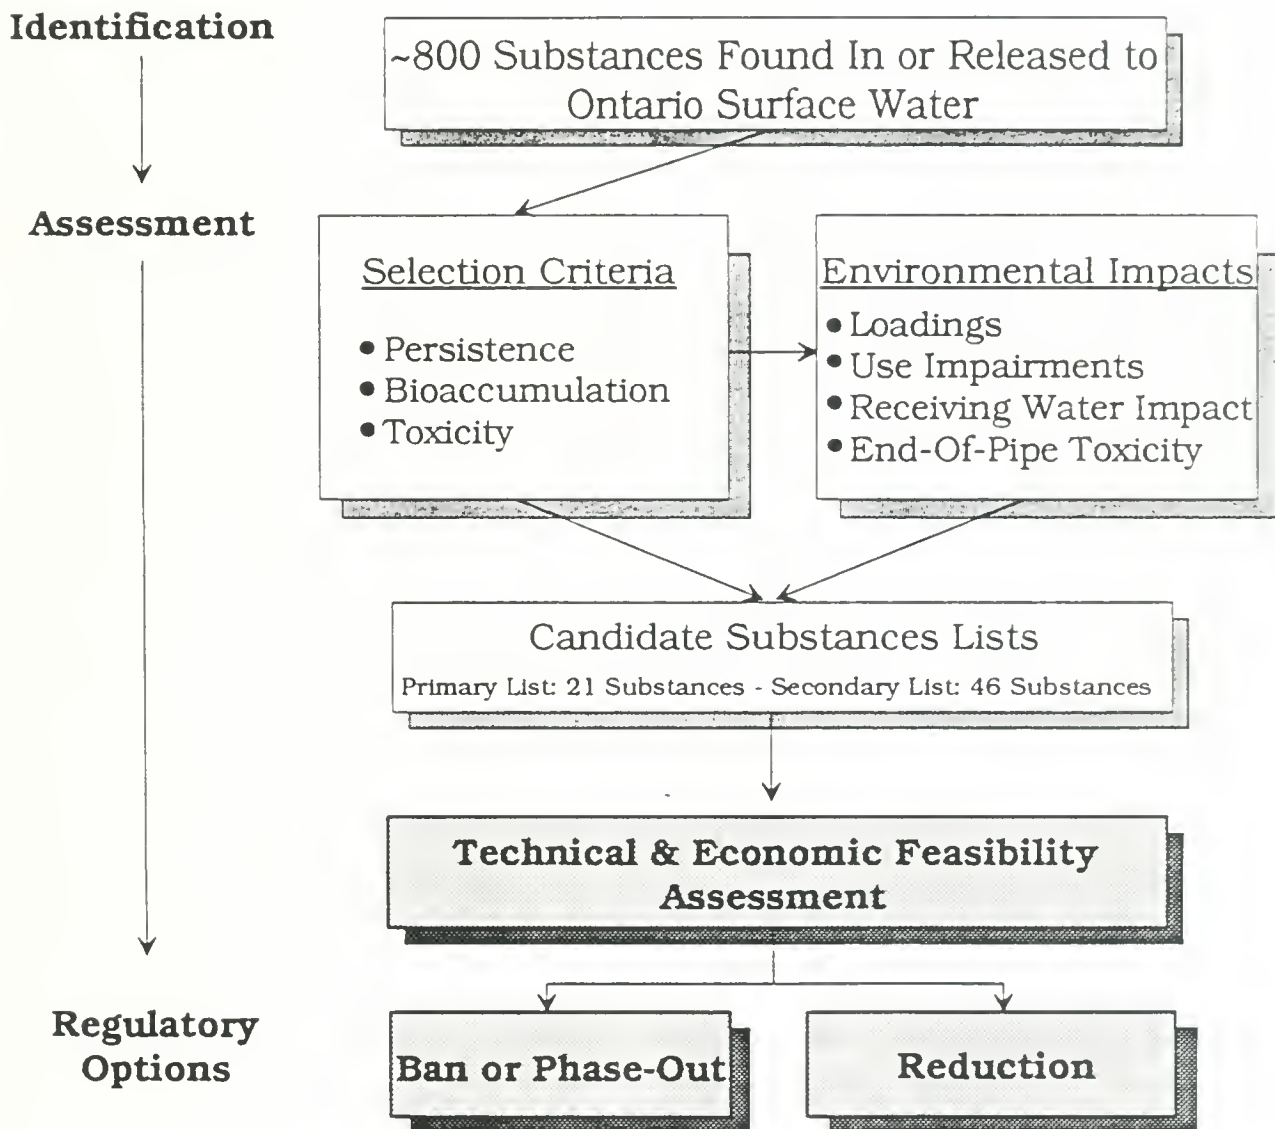 Identification
~800 Substances Found In or Released to
Ontario Surface Water
Assessment
Selection Criteria
• Persistence
• Bioaccumulation
• Toxicity
Environmental Impacts
• Loadings
• Use Impairments
• Receiving Water Impact
• End-Of-Pipe Toxicity
Candidate Substances Lists
Primary List: 21 Substances - Secondary List: 46 Substances
Technical & Economic Feasibility
Assessment
Regulatory
Options
Ban or Phase-Out
Reduction